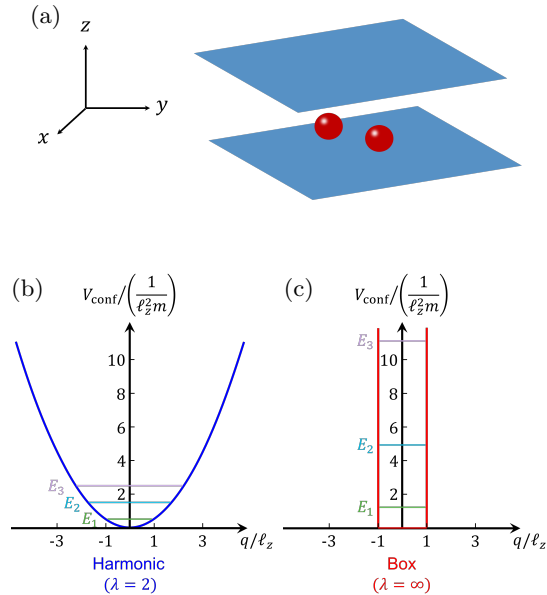 (a)
z
y
x
(b)
V_conf/(1/ℓ_z^2 m)
10
8
6
4
2
E_3
E_2
E_1
-3
-1
1
3
q/ℓ_z
Harmonic
(λ = 2)
(c)
V_conf/(1/ℓ_z^2 m)
E_3
10
8
6
E_2
4
2
E_1
-3
-1
1
3
q/ℓ_z
Box
(λ = ∞)